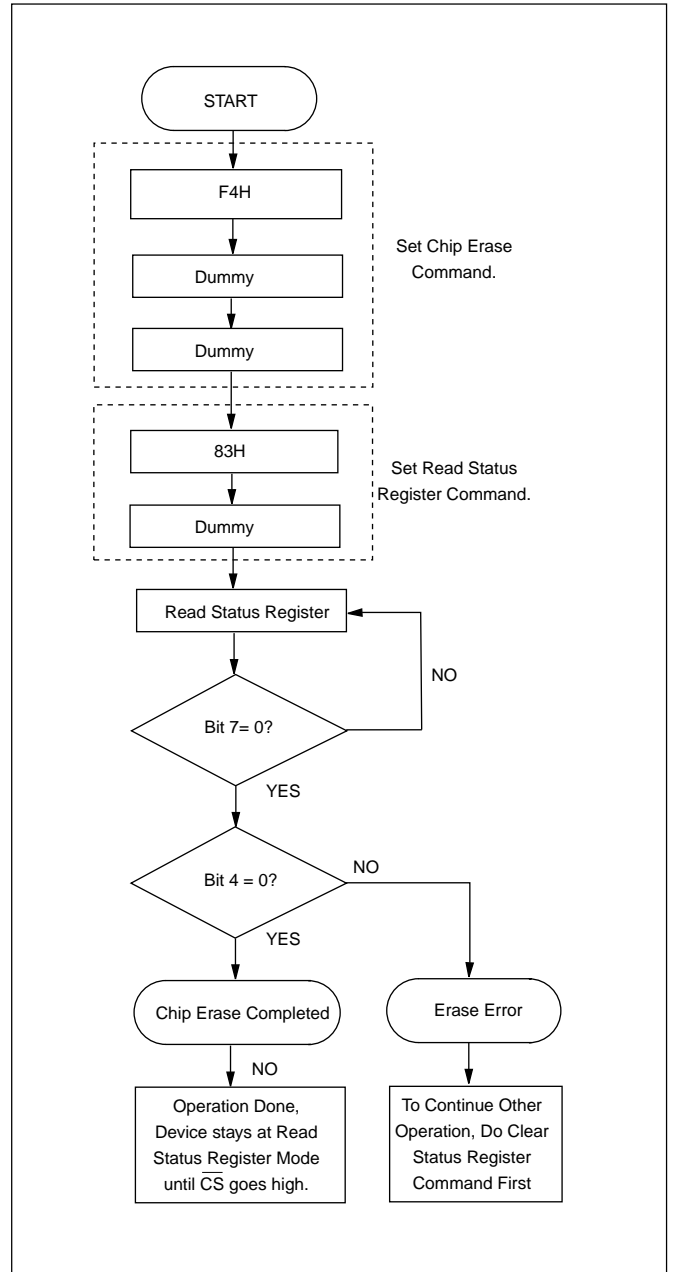 START
F4H
Dummy
Dummy
Set Chip Erase
Command.
83H
Dummy
Set Read Status
Register Command.
Read Status Register
NO
Bit 7= 0?
YES
Bit 4 = 0?
NO
YES
Chip Erase Completed
Erase Error
NO
Operation Done,
Device stays at Read
Status Register Mode
until C̅S̅ goes high.
To Continue Other
Operation, Do Clear
Status Register
Command First